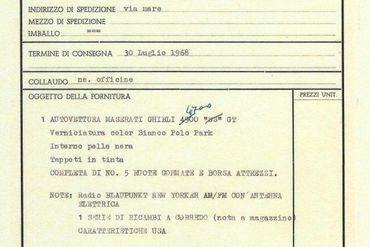 INDIRIZZO DI SPEDIZIONE via mare
MEZZO DI SPEDIZIONE
IMBALLO """
TERMINE DI CONSEGNA 30 Luglio 1968
COLLAUDO ns. officine
OGGETTO DELLA FORNITURA PREZZI UNIT.
4700
1 AUTOVETTURA MASERATI GHIBLI 4900 "SS" GT
Verniciatura color Bianco Polo Park
Interno pelle nera
Tappeti in tinta
COMPLETA DI NO. 5 RUOTE GOMMATE E BORSA ATTREZZI.
NOTE: Radio BLAUPUNKT NEW YORKER AM/FM CON'ANTENNA
ELETTRICA
1 SERIE DI RICAMBI A CORREDO (nota a magazzino)
CARATTERISTICHE USA